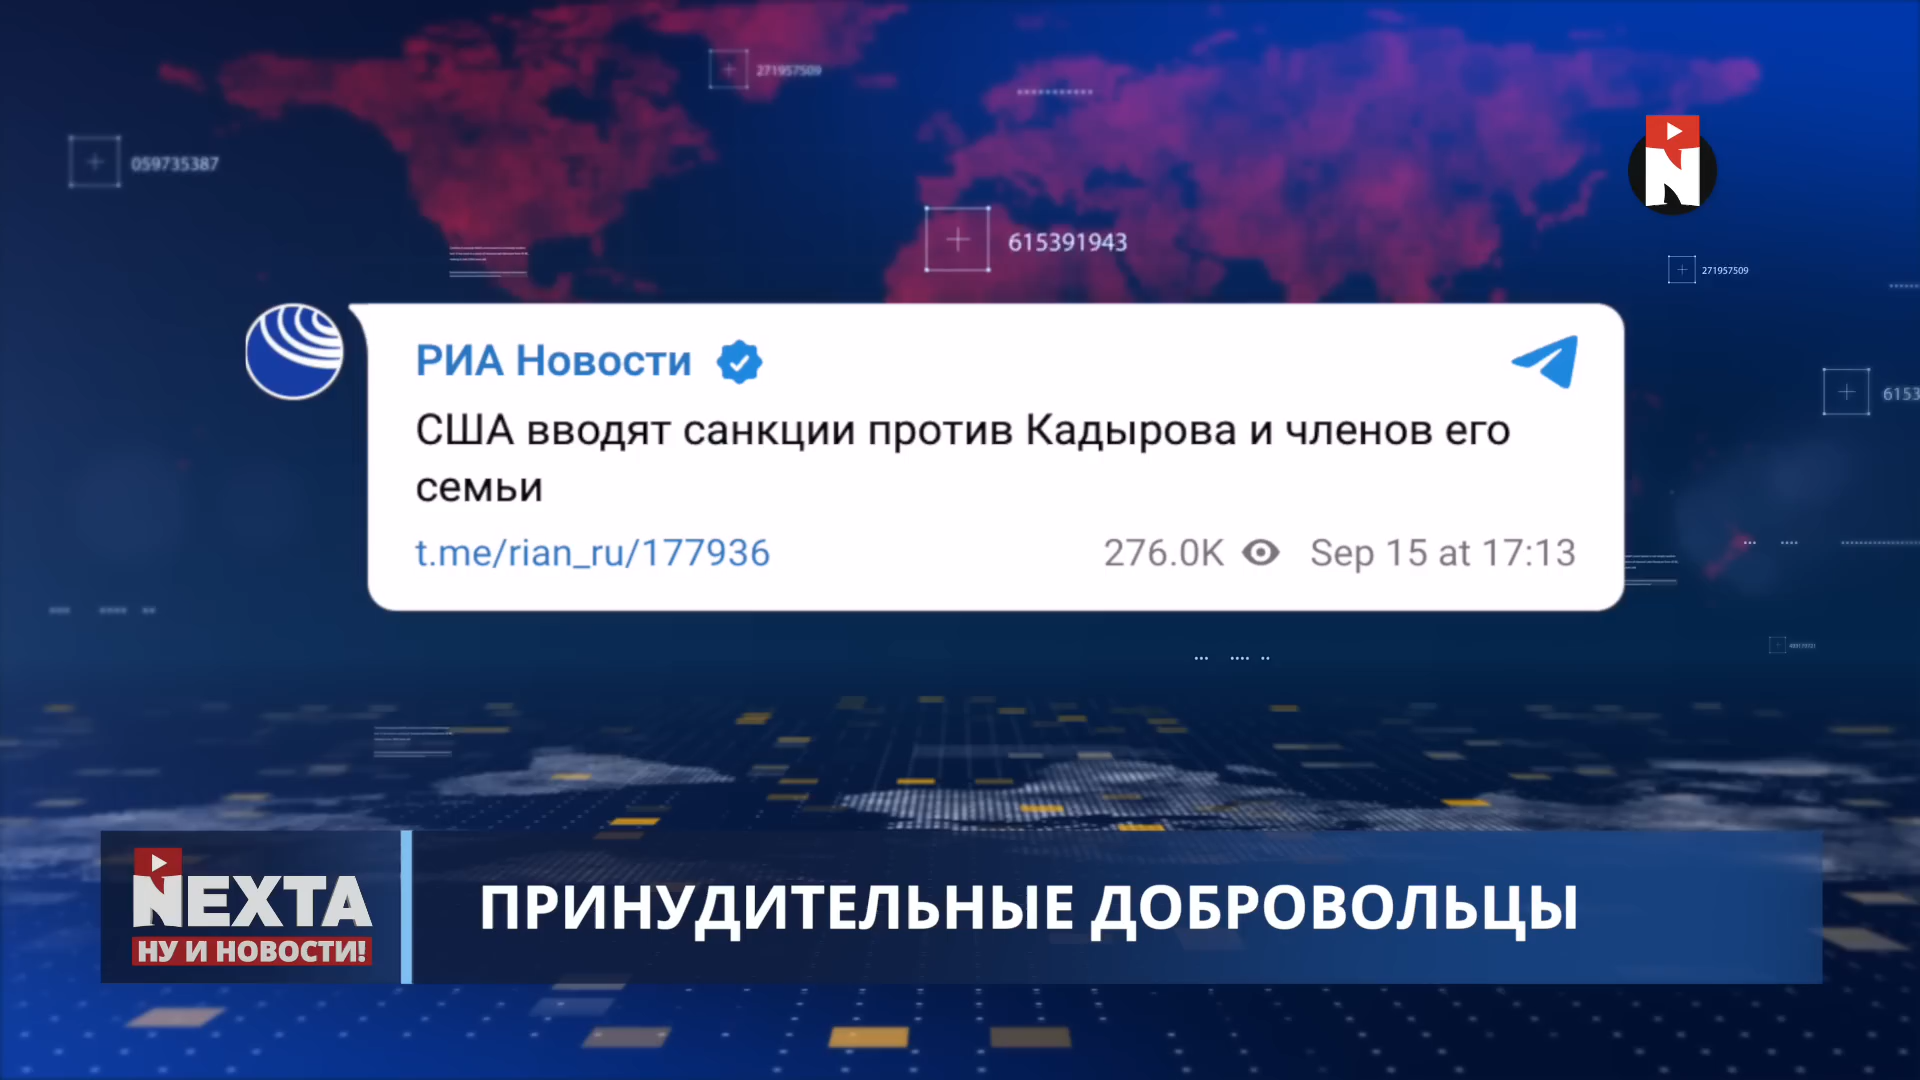 271957509
059735387
615391943
271957509
РИА Новости
6153
США вводят санкции против Кадырова и членов его
семьи
t.me/rian_ru/177936 276.0K Sep 15 at 17:13
NEXTA
НУ И НОВОСТИ!
ПРИНУДИТЕЛЬНЫЕ ДОБРОВОЛЬЦЫ